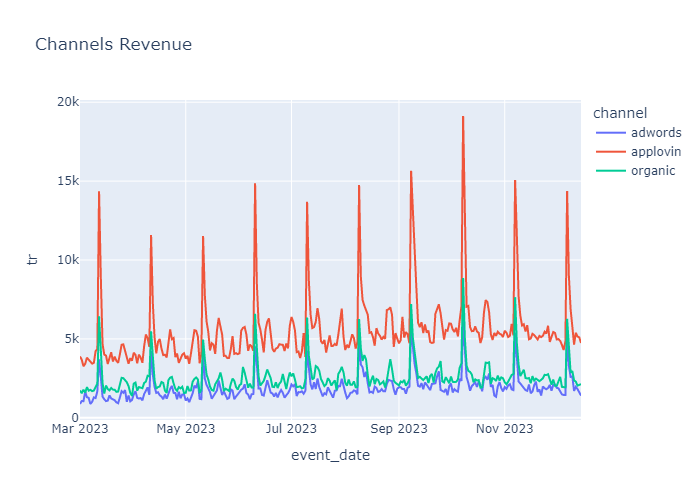 Channels Revenue
20k
15k
10k
5k
0
tr
Mar 2023
May 2023
Jul 2023
Sep 2023
Nov 2023
event_date
channel
adwords
applovin
organic